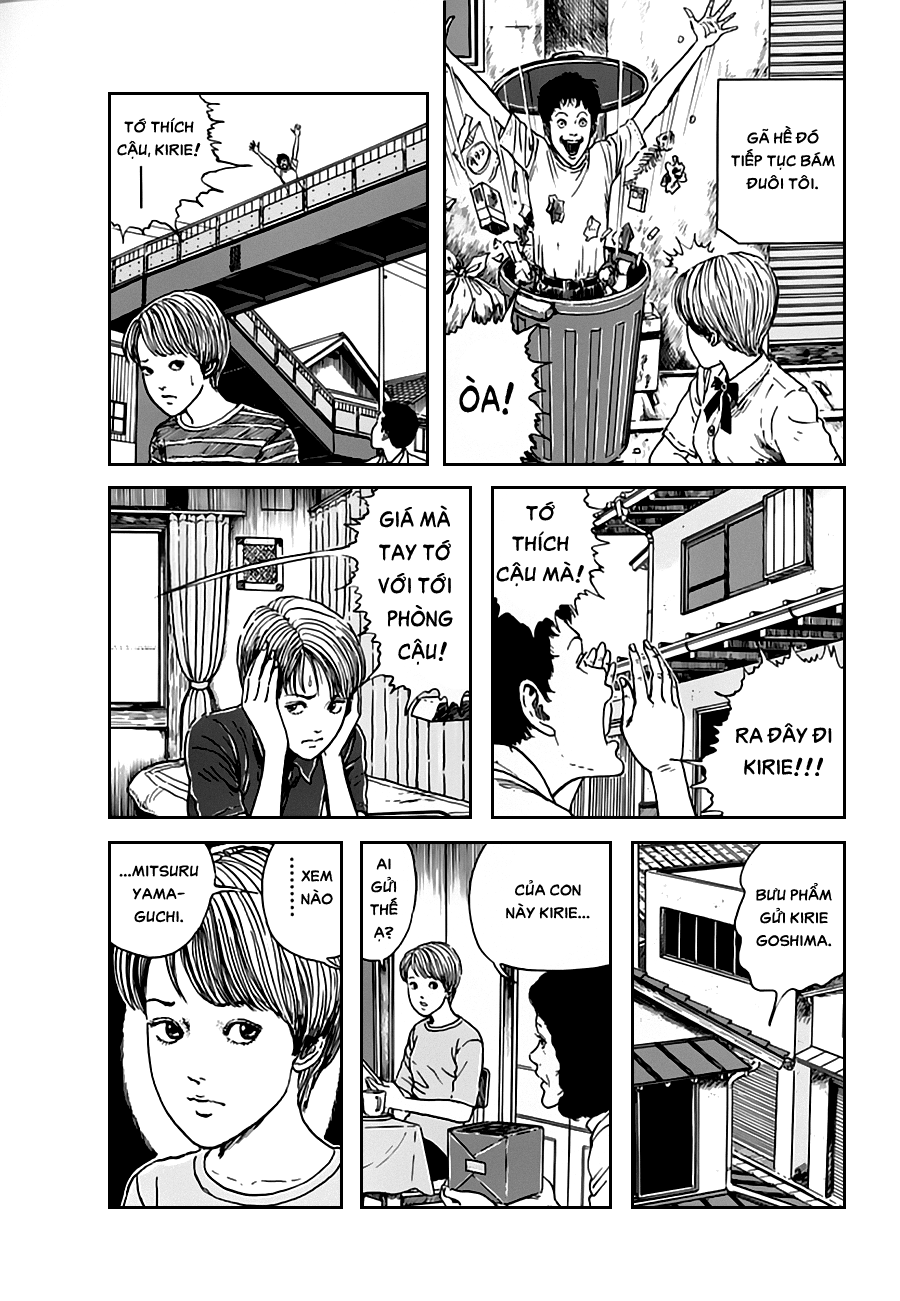 GÃ HỀ ĐÓ
TIẾP TỤC BÁM
ĐUÔI TÔI.
ÒA!
TỚ THÍCH
CẬU, KIRIE!
TỚ
THÍCH
CẬU MÀ!
RA ĐÂY ĐI
KIRIE!!!
GIÁ MÀ
TAY TỚ
VỚI TỚI
PHÒNG
CẬU!
BƯU PHẨM
GỬI KIRIE
GOSHIMA.
CỦA CON
NÀY KIRIE...
AI
GỬI
THẾ
Ạ?
XEM
NÀO
.......
...MITSURU
YAMA-
GUCHI.